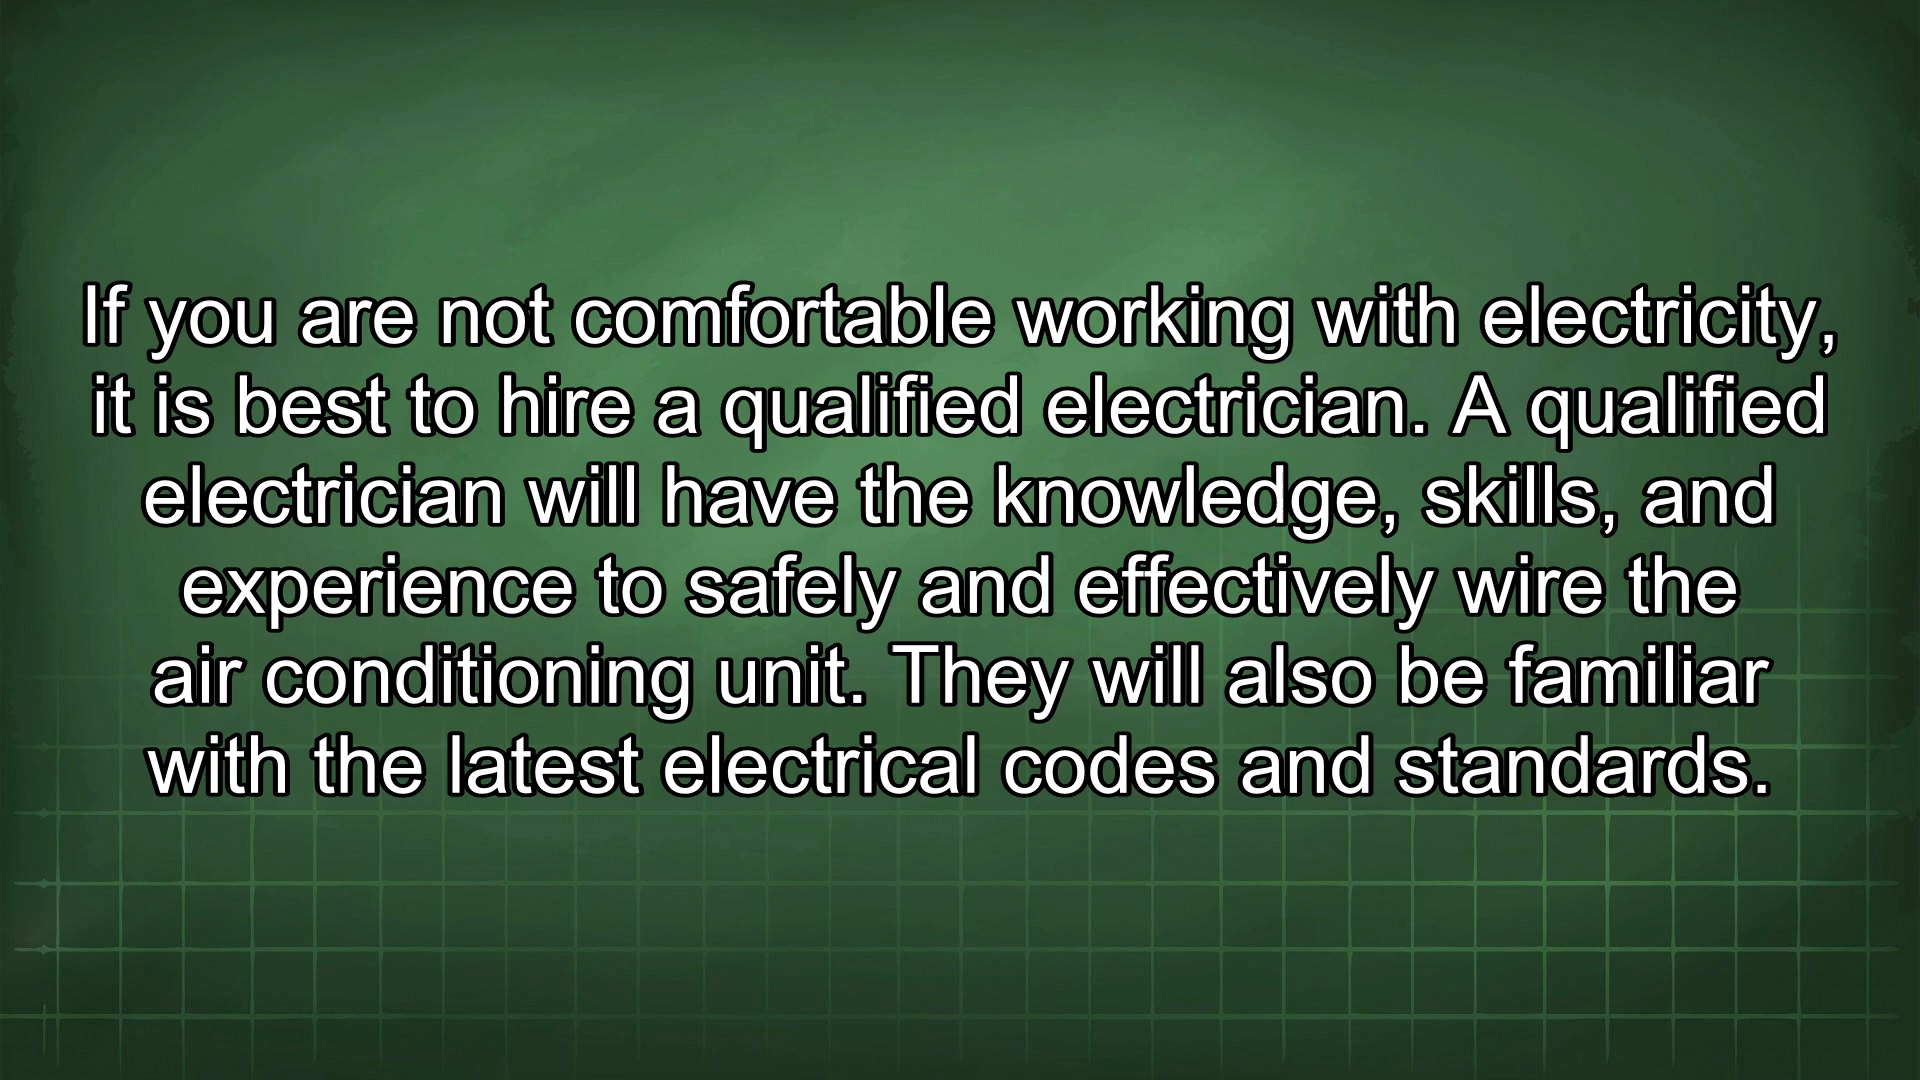 If you are not comfortable working with electricity,
it is best to hire a qualified electrician. A qualified
electrician will have the knowledge, skills, and
experience to safely and effectively wire the
air conditioning unit. They will also be familiar
with the latest electrical codes and standards.